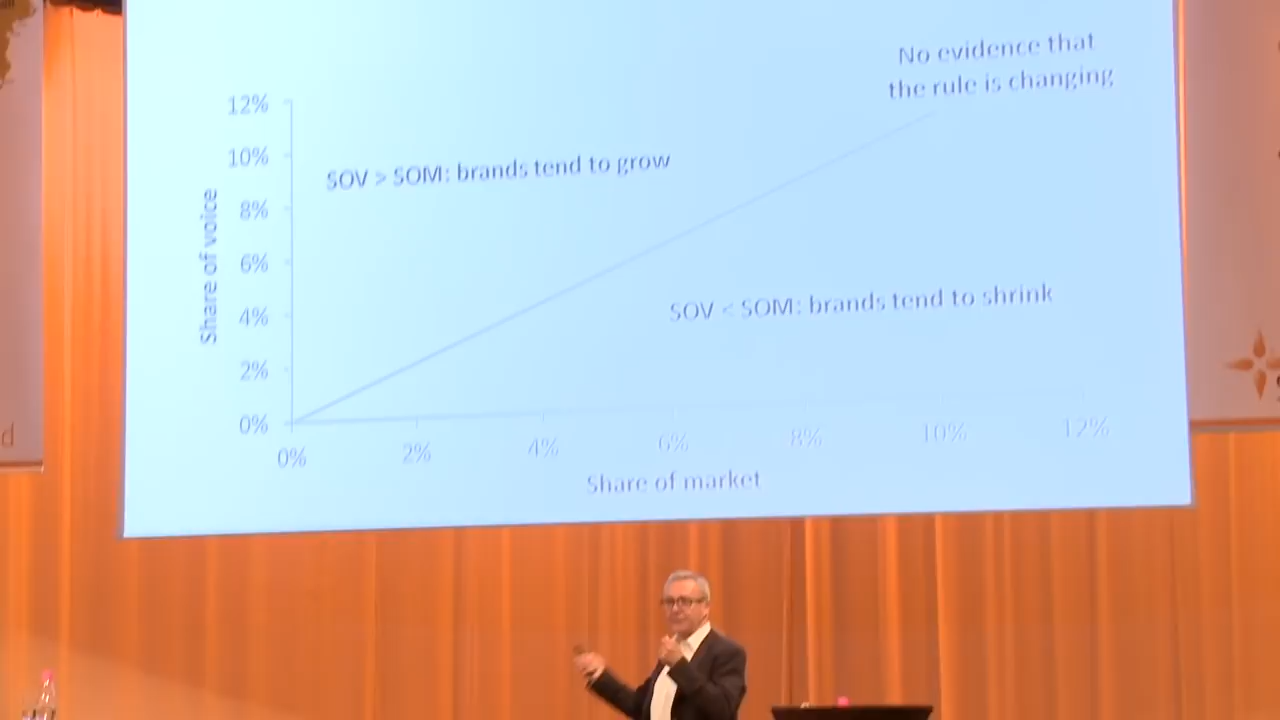 No evidence that
the rule is changing
12%
10%
8%
6%
4%
2%
0%
Share of voice
SOV > SOM: brands tend to grow
SOV < SOM: brands tend to shrink
0%
2%
4%
6%
8%
10%
12%
Share of market
d